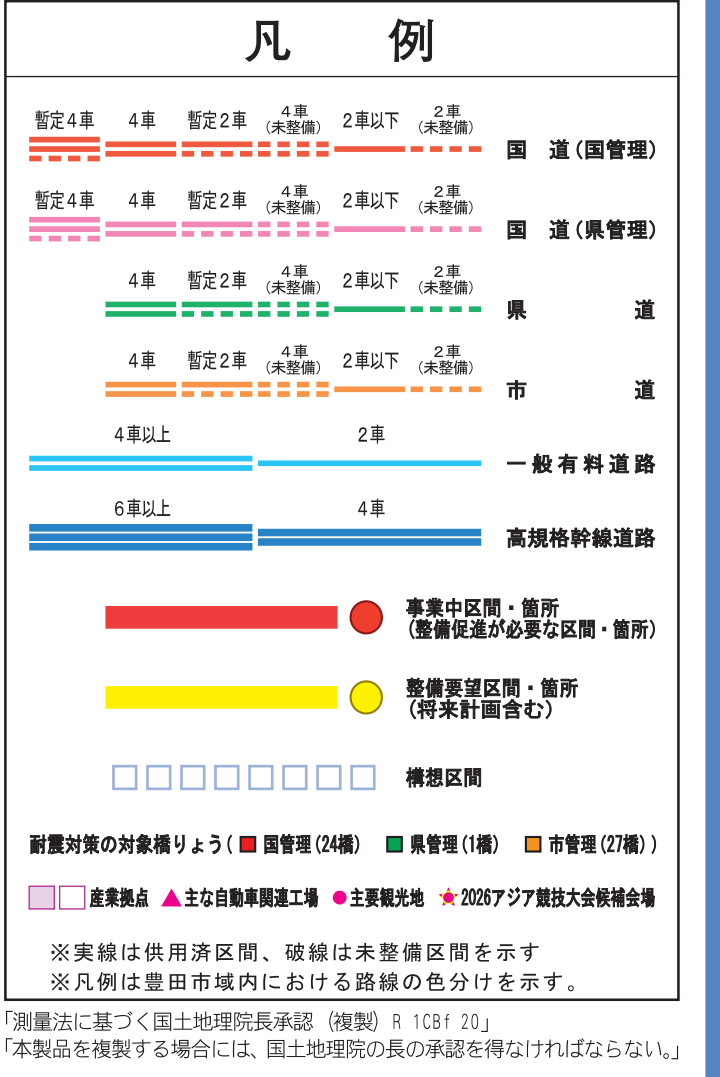 凡　例
暫定４車　４車　暫定２車　４車（未整備）　２車以下　２車（未整備）　国　道（国管理）
暫定４車　４車　暫定２車　４車（未整備）　２車以下　２車（未整備）　国　道（県管理）
４車　暫定２車　４車（未整備）　２車以下　２車（未整備）　県　道
４車　暫定２車　４車（未整備）　２車以下　２車（未整備）　市　道
４車以上　２車　一般有料道路
６車以上　４車　高規格幹線道路
事業中区間・箇所
（整備促進が必要な区間・箇所）
整備要望区間・箇所
（将来計画含む）
構想区間
耐震対策の対象橋りょう（　国管理（24橋）　県管理（1橋）　市管理（27橋））
産業拠点　主な自動車関連工場　主要観光地　2026アジア競技大会候補会場
※実線は供用済区間、破線は未整備区間を示す
※凡例は豊田市域内における路線の色分けを示す。
「測量法に基づく国土地理院長承認（複製）Ｒ 1CBf 20」
「本製品を複製する場合には、国土地理院の長の承認を得なければならない。」